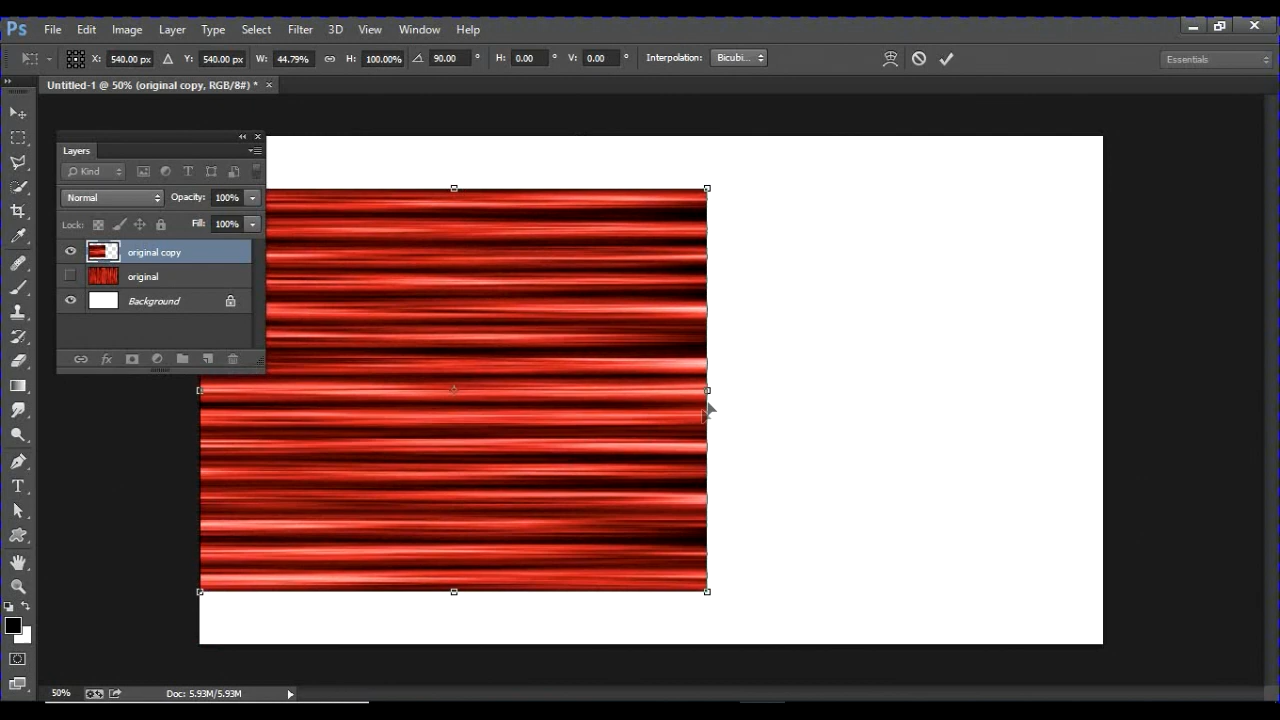 Ps File Edit Image Layer Type Select Filter 3D View Window Help
X: 540.00 px Y: 540.00 px W: 44.79% H: 100.00% 90.00 ° H: 0.00 ° V: 0.00 ° Interpolation: Bicubi... Essentials
Untitled-1 @ 50% (original copy, RGB/8#) * ×
Layers
Kind
Normal Opacity: 100%
Lock: Fill: 100%
original copy
original
Background
fx
T
50% Doc: 5.93M/5.93M